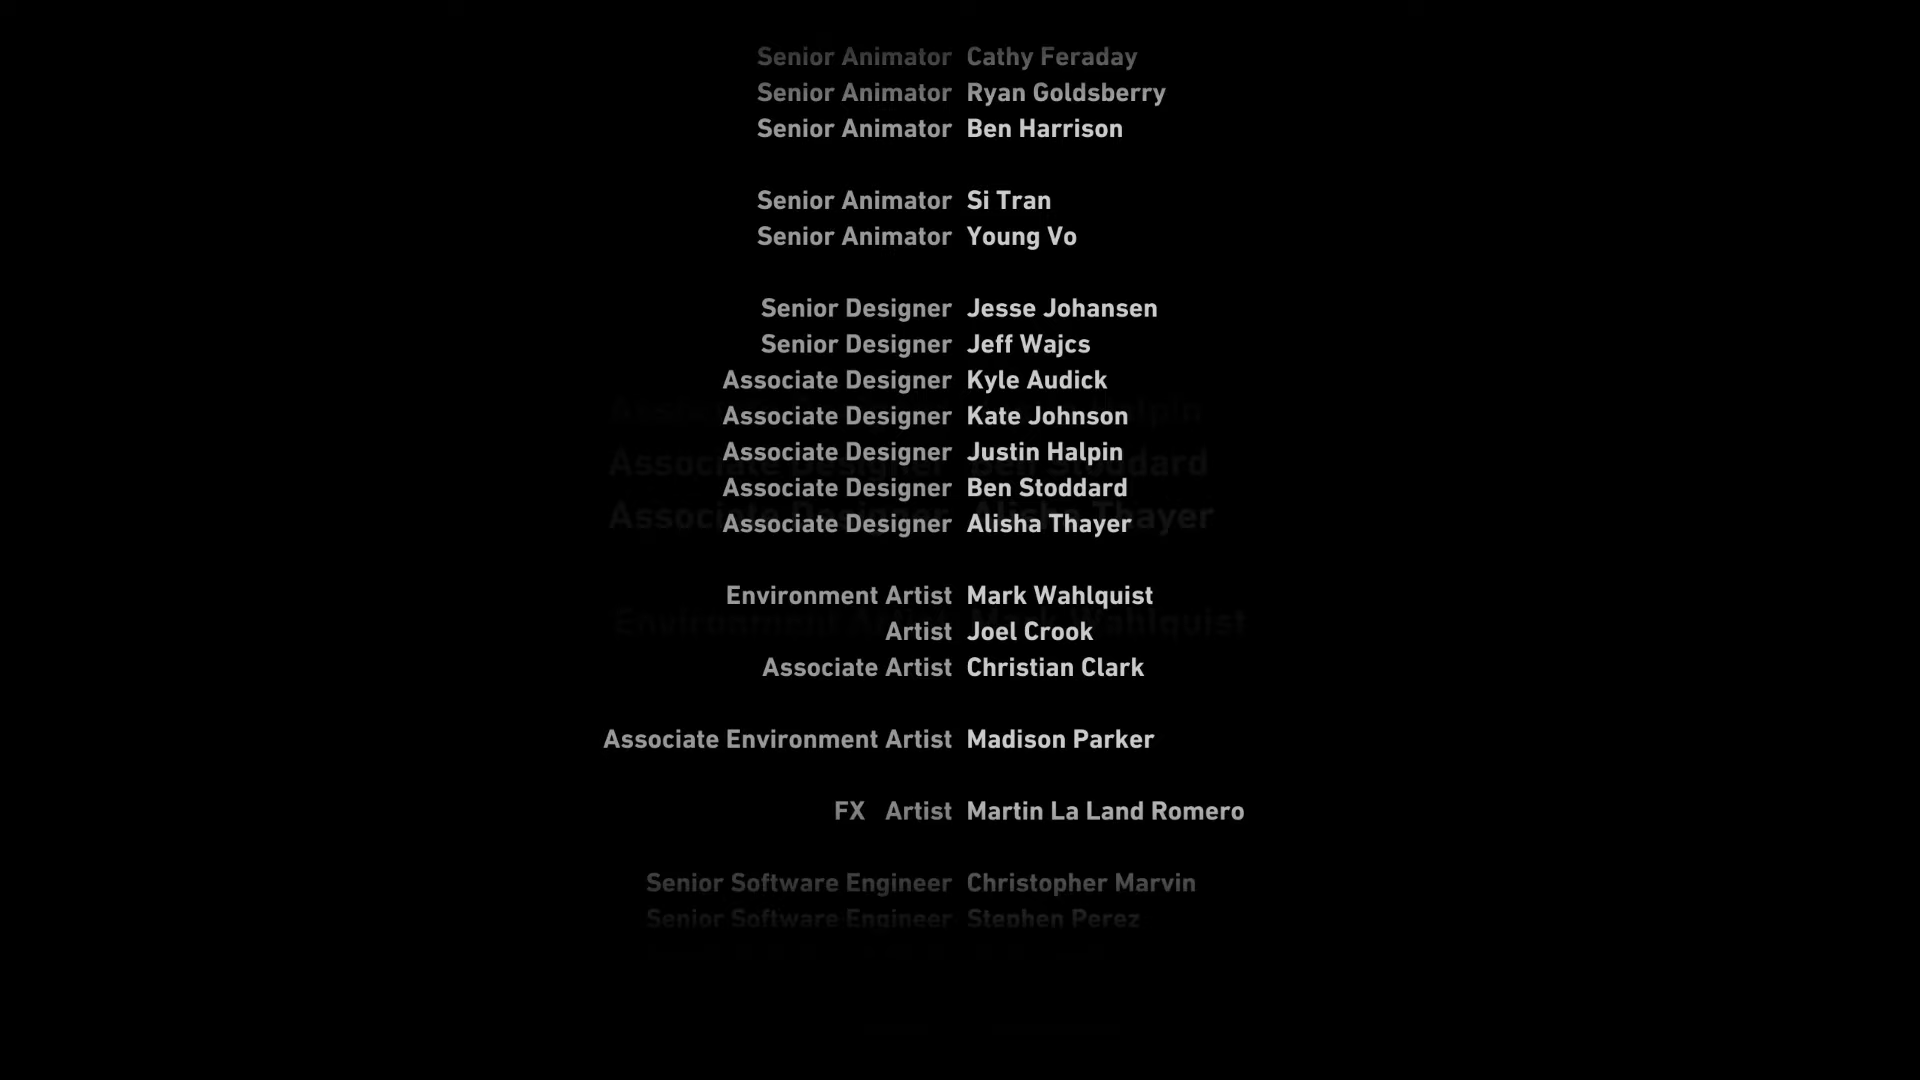 Senior Animator Cathy Feraday
Senior Animator Ryan Goldsberry
Senior Animator Ben Harrison
Senior Animator Si Tran
Senior Animator Young Vo
Senior Designer Jesse Johansen
Senior Designer Jeff Wajcs
Associate Designer Kyle Audick
Associate Designer Kate Johnson
Associate Designer Justin Halpin
Associate Designer Ben Stoddard
Associate Designer Alisha Thayer
Environment Artist Mark Wahlquist
Artist Joel Crook
Associate Artist Christian Clark
Associate Environment Artist Madison Parker
FX Artist Martin La Land Romero
Senior Software Engineer Christopher Marvin
Senior Software Engineer Stephen Perez